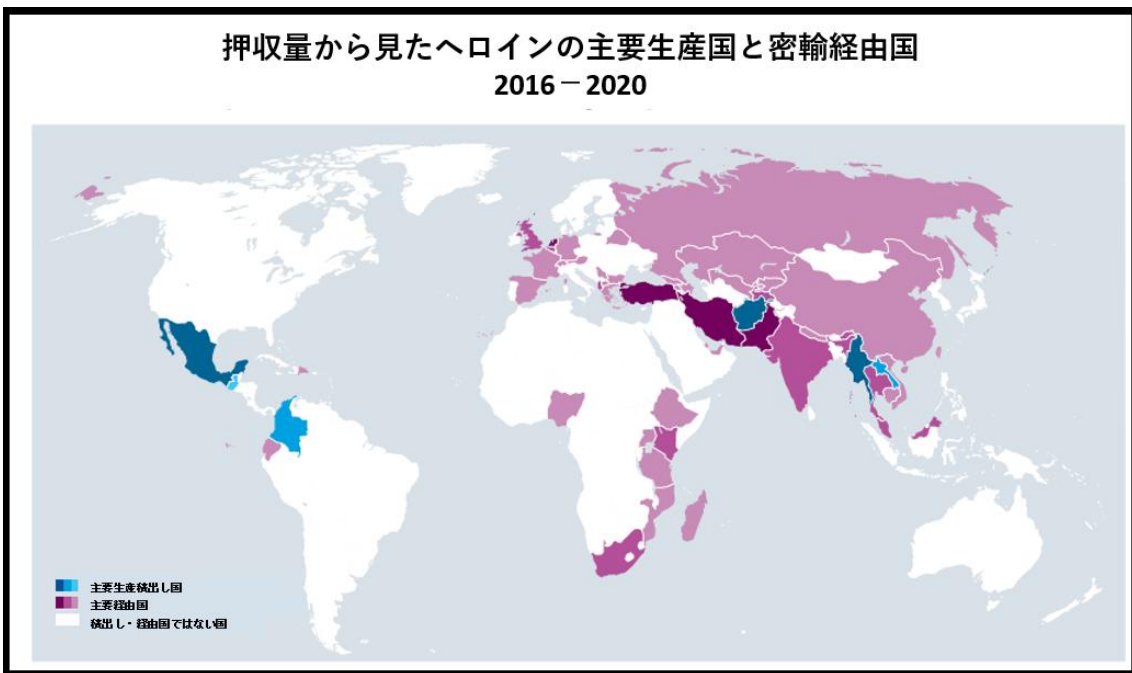 押収量から見たヘロインの主要生産国と密輸経由国
2016－2020
主要生産積出し国
主要経由国
積出し・経由国ではない国